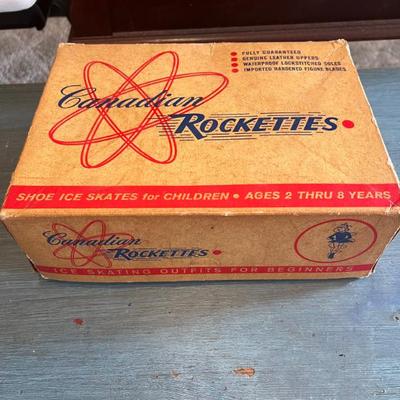 • FULLY GUARANTEED
• GENUINE LEATHER UPPERS
• WATERPROOF LOCKSTITCHED SOLES
• IMPORTED HARDENED FIGURE BLADES
Canadian
ROCKETTES •
SHOE ICE SKATES for CHILDREN • AGES 2 THRU 8 YEARS
Canadian
ROCKETTES •
ICE SKATING OUTFITS FOR BEGINNERS